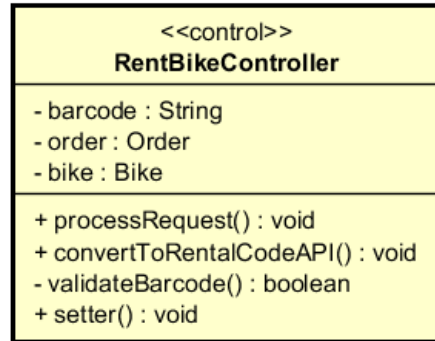 <<control>>
RentBikeController
- barcode : String
- order : Order
- bike : Bike
+ processRequest() : void
+ convertToRentalCodeAPI() : void
- validateBarcode() : boolean
+ setter() : void